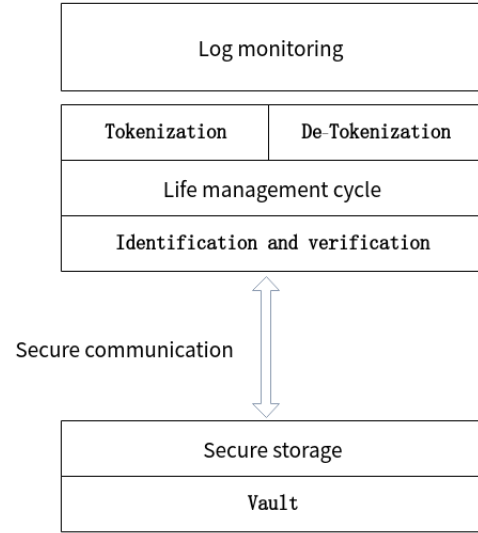 Log monitoring
Tokenization
De-Tokenization
Life management cycle
Identification and verification
Secure communication
Secure storage
Vault